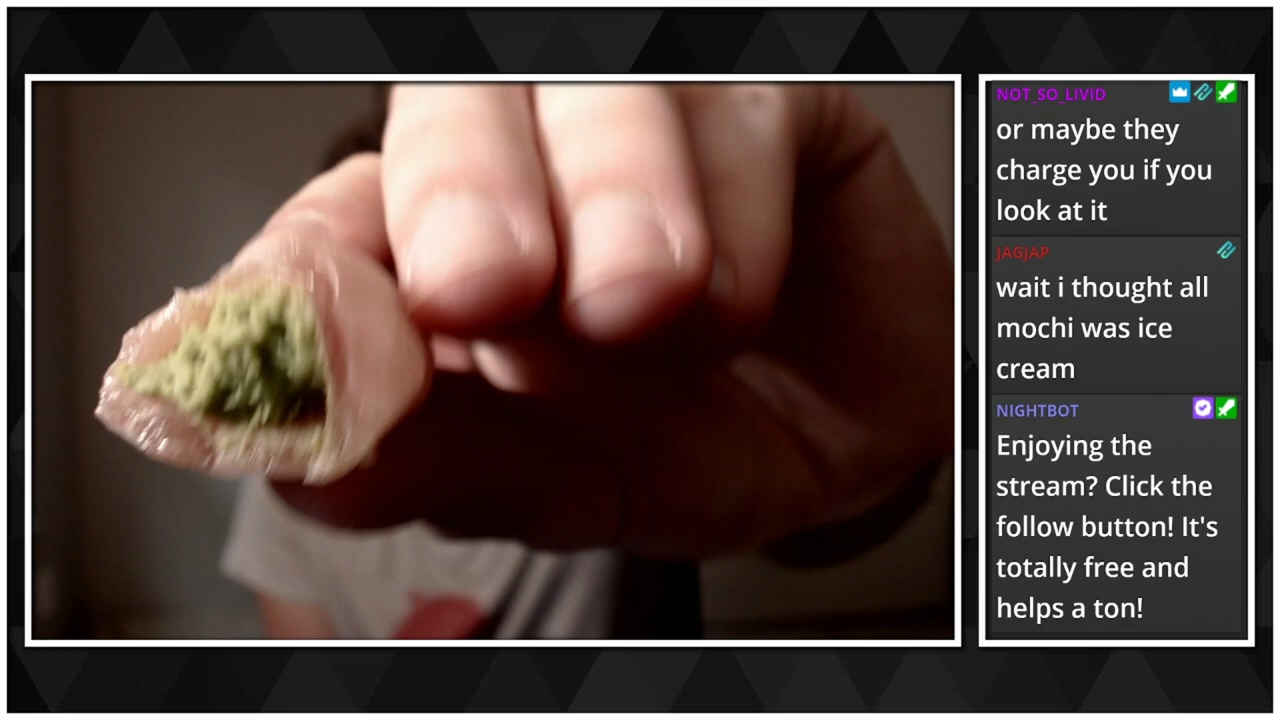 NOT_SO_LIVID
or maybe they
charge you if you
look at it
JAGJAP
wait i thought all
mochi was ice
cream
NIGHTBOT
Enjoying the
stream? Click the
follow button! It's
totally free and
helps a ton!